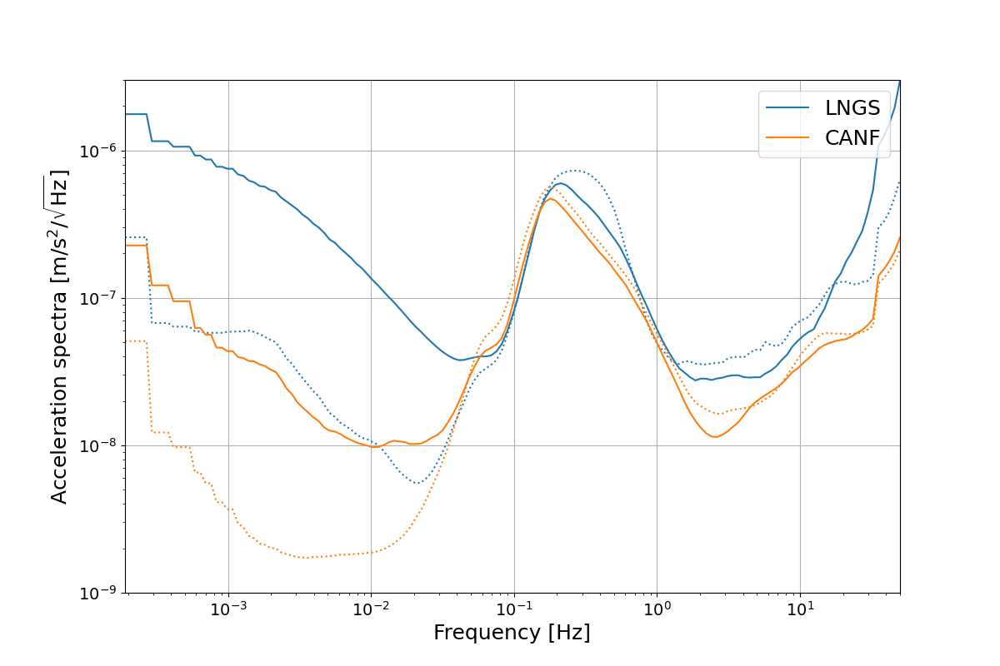 LNGS
CANF
Acceleration spectra [m/s²/√Hz]
10⁻⁶
10⁻⁷
10⁻⁸
10⁻⁹
10⁻³ 10⁻² 10⁻¹ 10⁰ 10¹
Frequency [Hz]